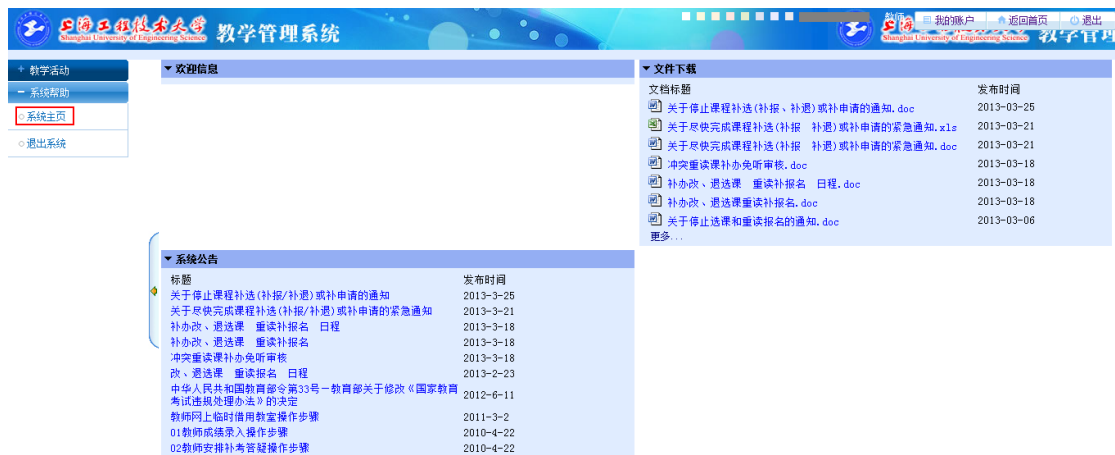 上海工程技术大学
Shanghai University of Engineering Science
教学管理系统
教师
我的账户
返回首页
退出
上海
Shanghai University of Engineering Science
教学管理
+ 教学活动
- 系统帮助
系统主页
退出系统
欢迎信息
文件下载
文档标题 发布时间
关于停止课程补选(补报、补退)或补申请的通知.doc 2013-03-25
关于尽快完成课程补选(补报 补退)或补申请的紧急通知.xls 2013-03-21
关于尽快完成课程补选(补报 补退)或补申请的紧急通知.doc 2013-03-21
冲突重读课补办免听审核.doc 2013-03-18
补办改、退选课 重读补报名 日程.doc 2013-03-18
补办改、退选课重读补报名.doc 2013-03-18
关于停止选课和重读报名的通知.doc 2013-03-06
更多...
系统公告
标题 发布时间
关于停止课程补选(补报/补退)或补申请的通知 2013-3-25
关于尽快完成课程补选(补报/补退)或补申请的紧急通知 2013-3-21
补办改、退选课 重读补报名 日程 2013-3-18
补办改、退选课 重读补报名 2013-3-18
冲突重读课补办免听审核 2013-3-18
改、退选课 重读报名 日程 2013-2-23
中华人民共和国教育部令第33号－教育部关于修改《国家教育
考试违规处理办法》的决定 2012-6-11
教师网上临时借用教室操作步骤 2011-3-2
01教师成绩录入操作步骤 2010-4-22
02教师安排补考答疑操作步骤 2010-4-22